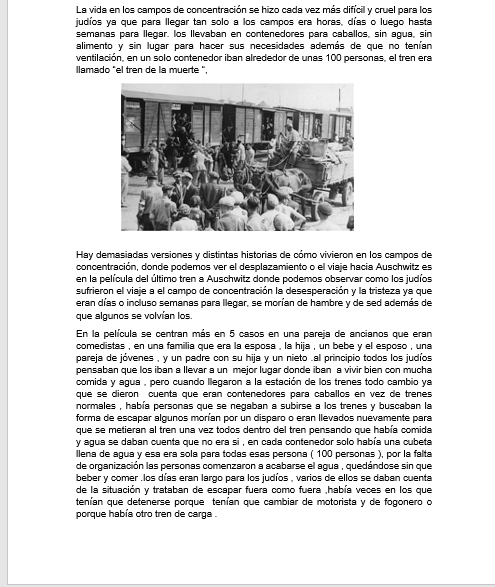 La vida en los campos de concentración se hizo cada vez más difícil y cruel para los
judíos ya que para llegar tan solo a los campos era horas, días o luego hasta
semanas para llegar. los llevaban en contenedores para caballos, sin agua, sin
alimento y sin lugar para hacer sus necesidades además de que no tenían
ventilación, en un solo contenedor iban alrededor de unas 100 personas, el tren era
llamado "el tren de la muerte ",
Hay demasiadas versiones y distintas historias de cómo vivieron en los campos de
concentración, donde podemos ver el desplazamiento o el viaje hacia Auschwitz es
en la película del último tren a Auschwitz donde podemos observar como los judíos
sufrieron el viaje a el campo de concentración la desesperación y la tristeza ya que
eran días o incluso semanas para llegar, se morían de hambre y de sed además de
que algunos se volvían los.
En la película se centran más en 5 casos en una pareja de ancianos que eran
comedistas , en una familia que era la esposa , la hija , un bebe y el esposo , una
pareja de jóvenes , y un padre con su hija y un nieto .al principio todos los judíos
pensaban que los iban a llevar a un  mejor lugar donde iban  a vivir bien con mucha
comida y agua , pero cuando llegaron a la estación de los trenes todo cambio ya
que se dieron  cuenta que eran contenedores para caballos en vez de trenes
normales , había personas que se negaban a subirse a los trenes y buscaban la
forma de escapar algunos morían por un disparo o eran llevados nuevamente para
que se metieran al tren una vez todos dentro del tren pensando que había comida
y agua se daban cuenta que no era si , en cada contenedor solo había una cubeta
llena de agua y esa era sola para todas esas persona ( 100 personas ), por la falta
de organización las personas comenzaron a acabarse el agua , quedándose sin que
beber y comer .los días eran largo para los judíos , varios de ellos se daban cuenta
de la situación y trataban de escapar fuera como fuera ,había veces en los que
tenían que detenerse porque  tenían que cambiar de motorista y de fogonero o
porque había otro tren de carga .